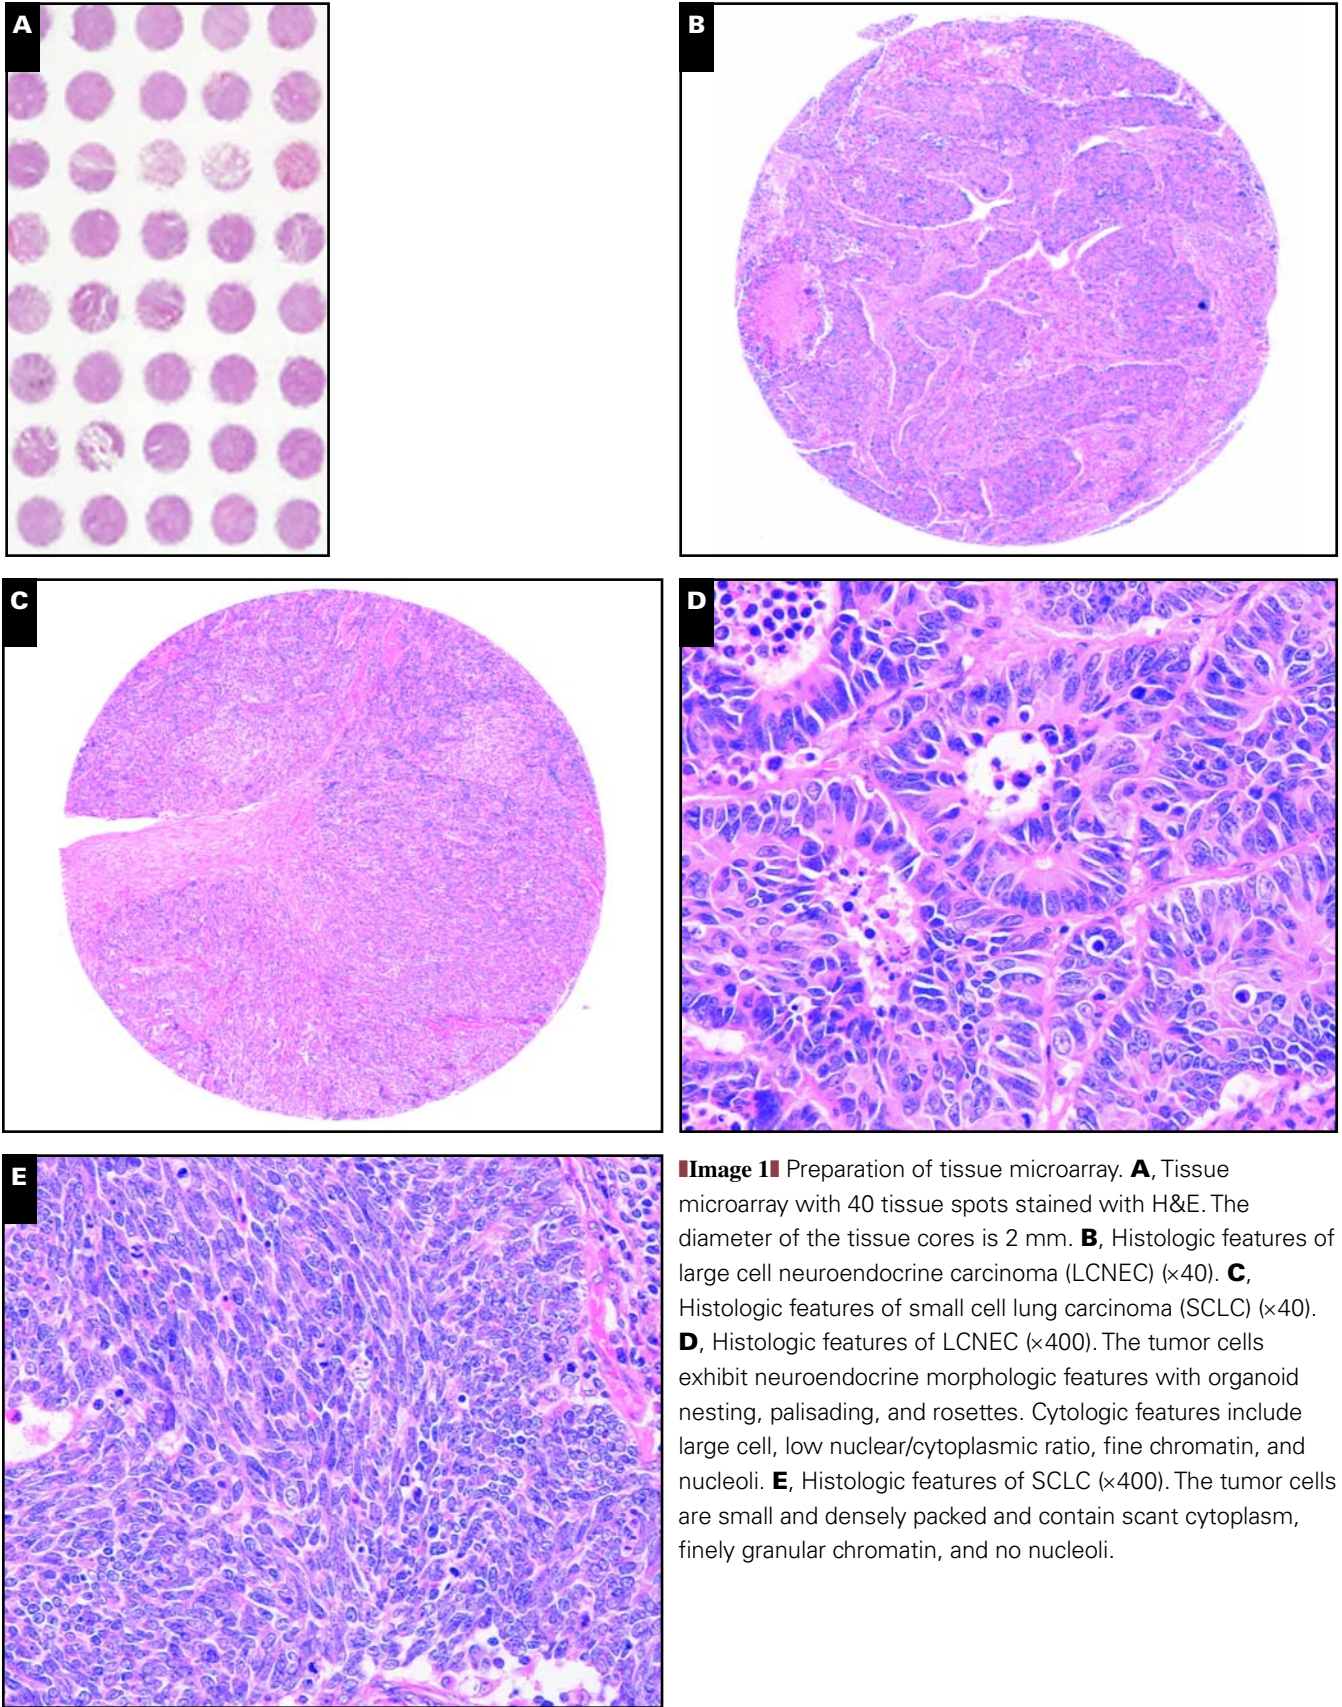 A
B
C
D
E
▮Image 1▮ Preparation of tissue microarray. A, Tissue
microarray with 40 tissue spots stained with H&E. The
diameter of the tissue cores is 2 mm. B, Histologic features of
large cell neuroendocrine carcinoma (LCNEC) (×40). C,
Histologic features of small cell lung carcinoma (SCLC) (×40).
D, Histologic features of LCNEC (×400). The tumor cells
exhibit neuroendocrine morphologic features with organoid
nesting, palisading, and rosettes. Cytologic features include
large cell, low nuclear/cytoplasmic ratio, fine chromatin, and
nucleoli. E, Histologic features of SCLC (×400). The tumor cells
are small and densely packed and contain scant cytoplasm,
finely granular chromatin, and no nucleoli.